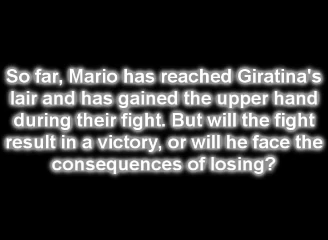 So far, Mario has reached Giratina's
lair and has gained the upper hand
during their fight. But will the fight
result in a victory, or will he face the
consequences of losing?